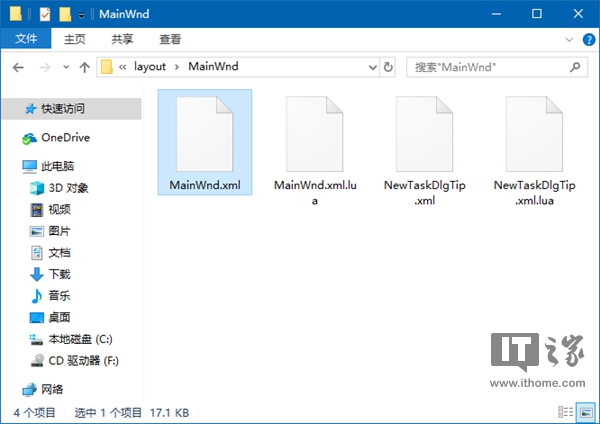 MainWnd
文件 主页 共享 查看
« layout › MainWnd
搜索"MainWnd"
快速访问
OneDrive
此电脑
3D 对象
视频
图片
文档
下载
音乐
桌面
本地磁盘 (C:)
CD 驱动器 (F:)
网络
MainWnd.xml
MainWnd.xml.lu
a
NewTaskDlgTip
.xml
NewTaskDlgTip
.xml.lua
IT之家
www.ithome.com
4 个项目 选中 1 个项目 17.1 KB